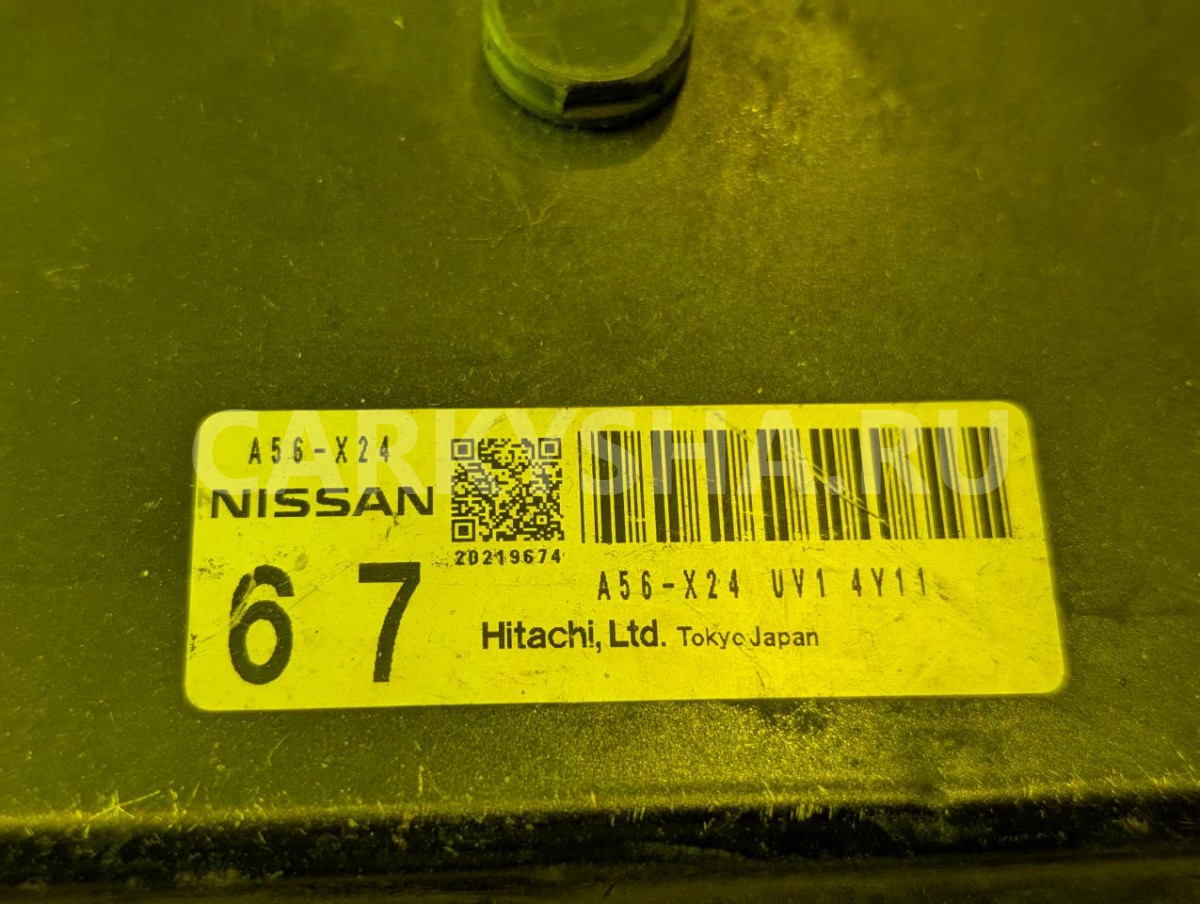 CARKYSHA.RU
A56-X24
NISSAN
20219674
67
A56-X24 UV1 4Y11
Hitachi, Ltd. Tokyo Japan